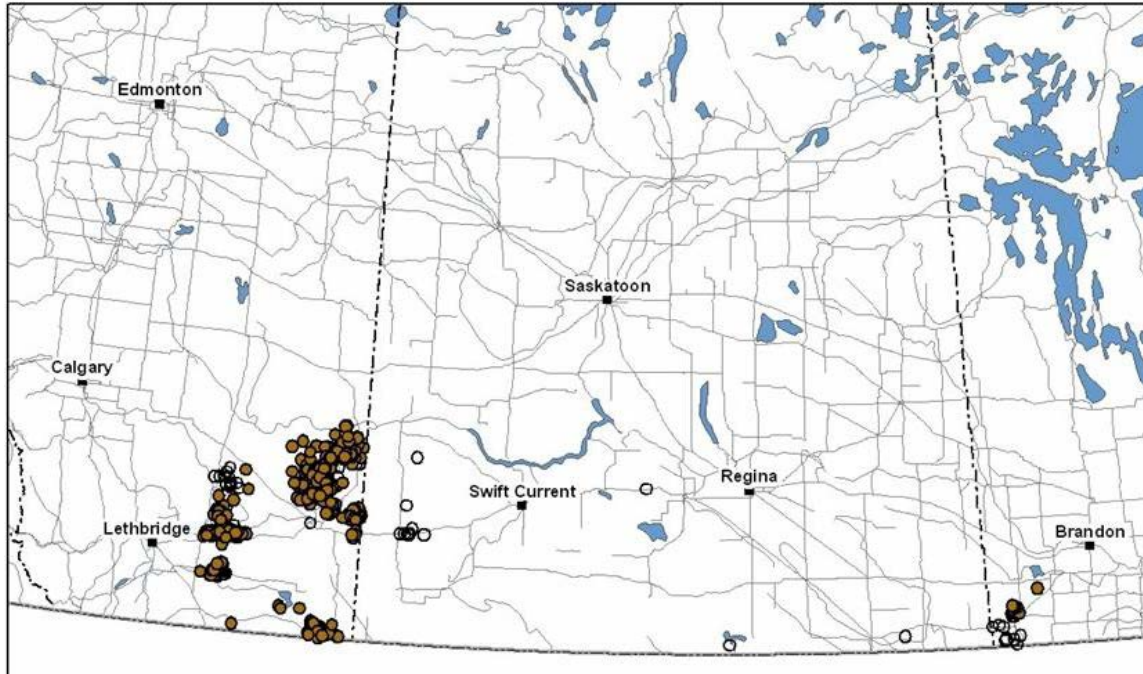 Edmonton
Saskatoon
Calgary
Regina
Swift Current
Lethbridge
Brandon